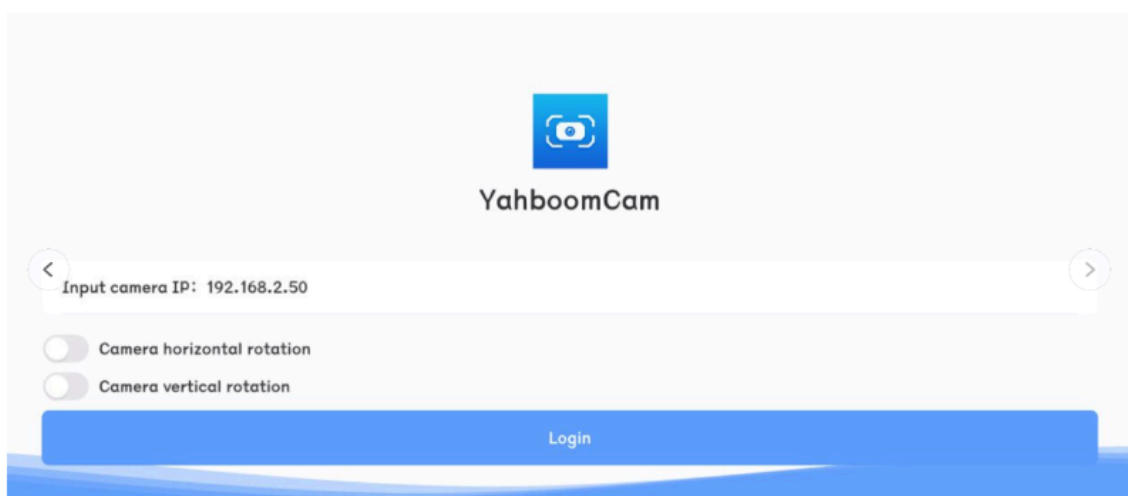 YahboomCam
Input camera IP: 192.168.2.50
Camera horizontal rotation
Camera vertical rotation
Login